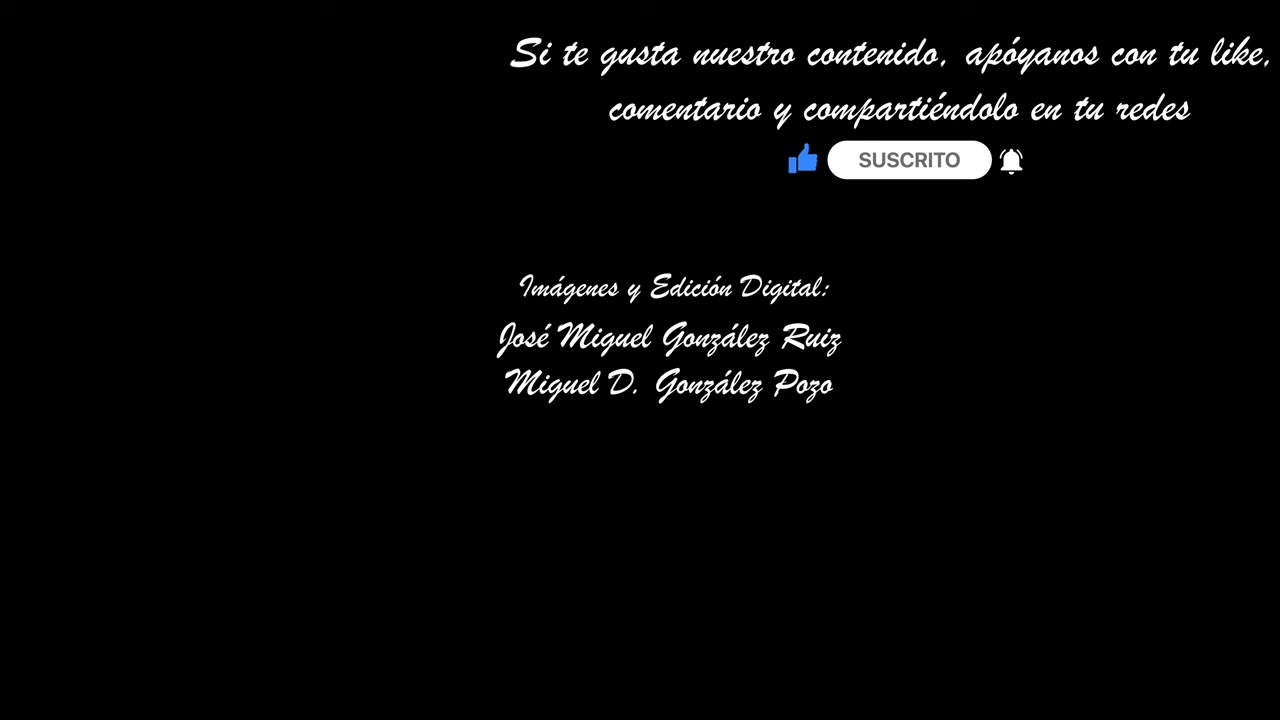 Si te gusta nuestro contenido, apóyanos con tu like,
comentario y compartiéndolo en tu redes
SUSCRITO
Imágenes y Edición Digital:
José Miguel González Ruiz
Miguel D. González Pozo